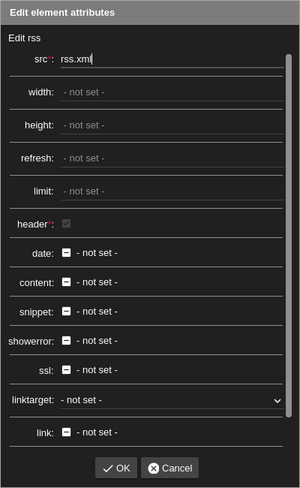 Edit element attributes
Edit rss
src*: rss.xml
width: - not set -
height: - not set -
refresh: - not set -
limit: - not set -
header*:
date: - not set -
content: - not set -
snippet: - not set -
showerror: - not set -
ssl: - not set -
linktarget: - not set -
link: - not set -
OK Cancel